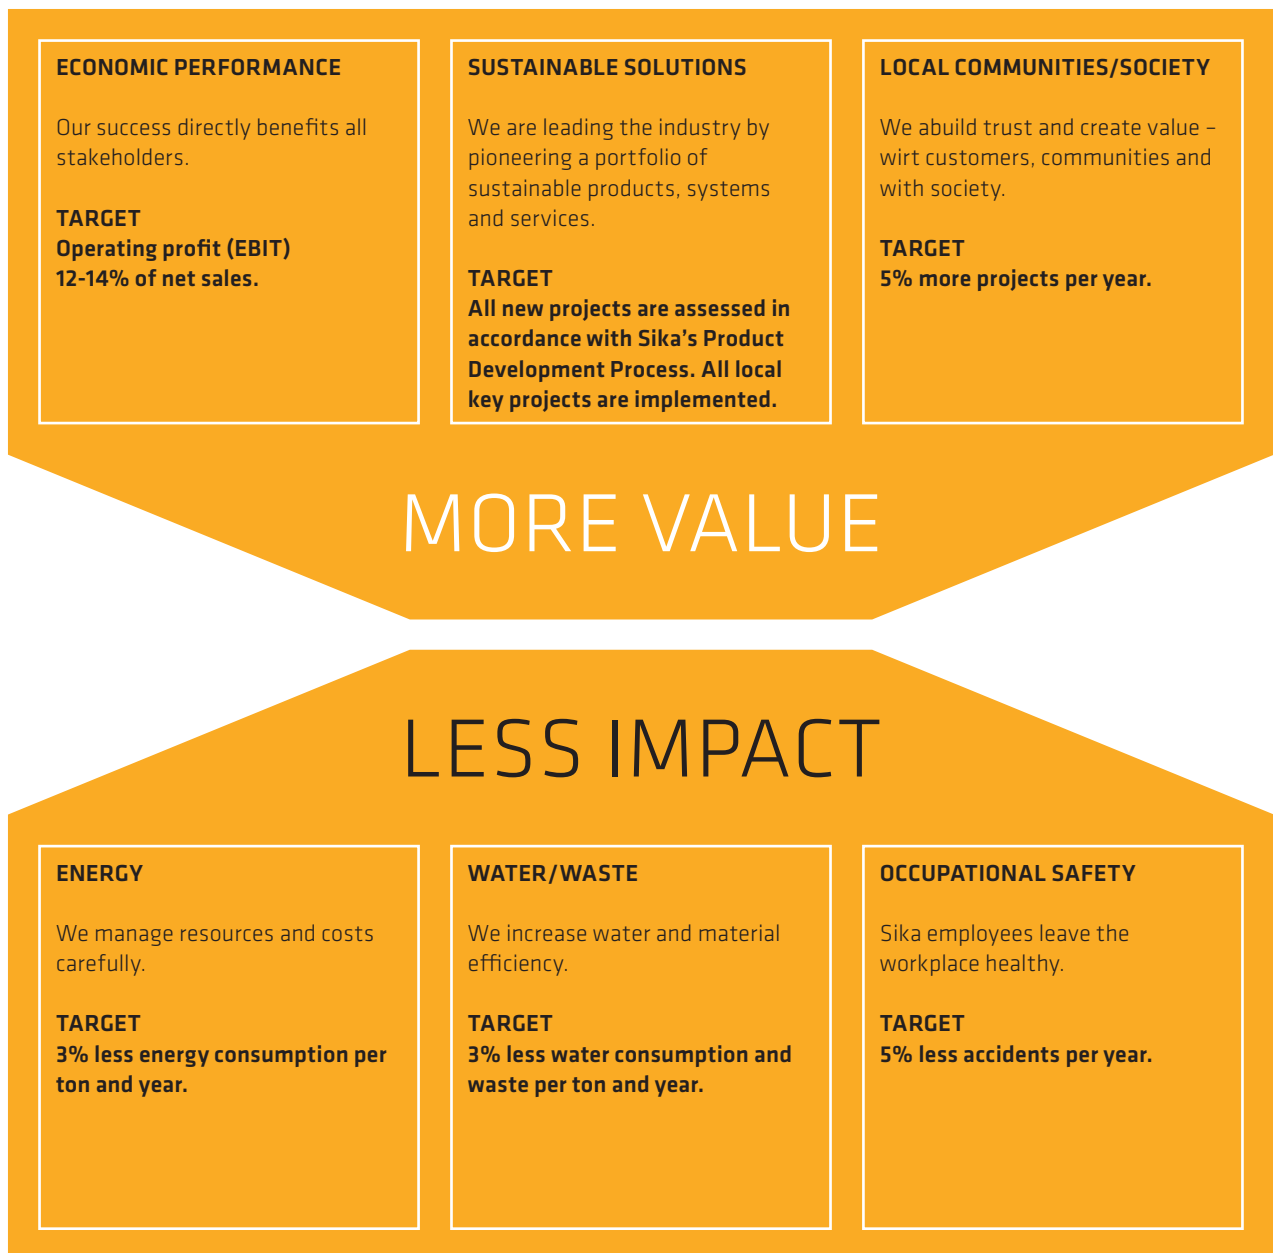 ECONOMIC PERFORMANCE
Our success directly benefits all
stakeholders.
TARGET
Operating profit (EBIT)
12-14% of net sales.
SUSTAINABLE SOLUTIONS
We are leading the industry by
pioneering a portfolio of
sustainable products, systems
and services.
TARGET
All new projects are assessed in
accordance with Sika’s Product
Development Process. All local
key projects are implemented.
LOCAL COMMUNITIES/SOCIETY
We abuild trust and create value –
wirt customers, communities and
with society.
TARGET
5% more projects per year.
MORE VALUE
LESS IMPACT
ENERGY
We manage resources and costs
carefully.
TARGET
3% less energy consumption per
ton and year.
WATER/WASTE
We increase water and material
efficiency.
TARGET
3% less water consumption and
waste per ton and year.
OCCUPATIONAL SAFETY
Sika employees leave the
workplace healthy.
TARGET
5% less accidents per year.